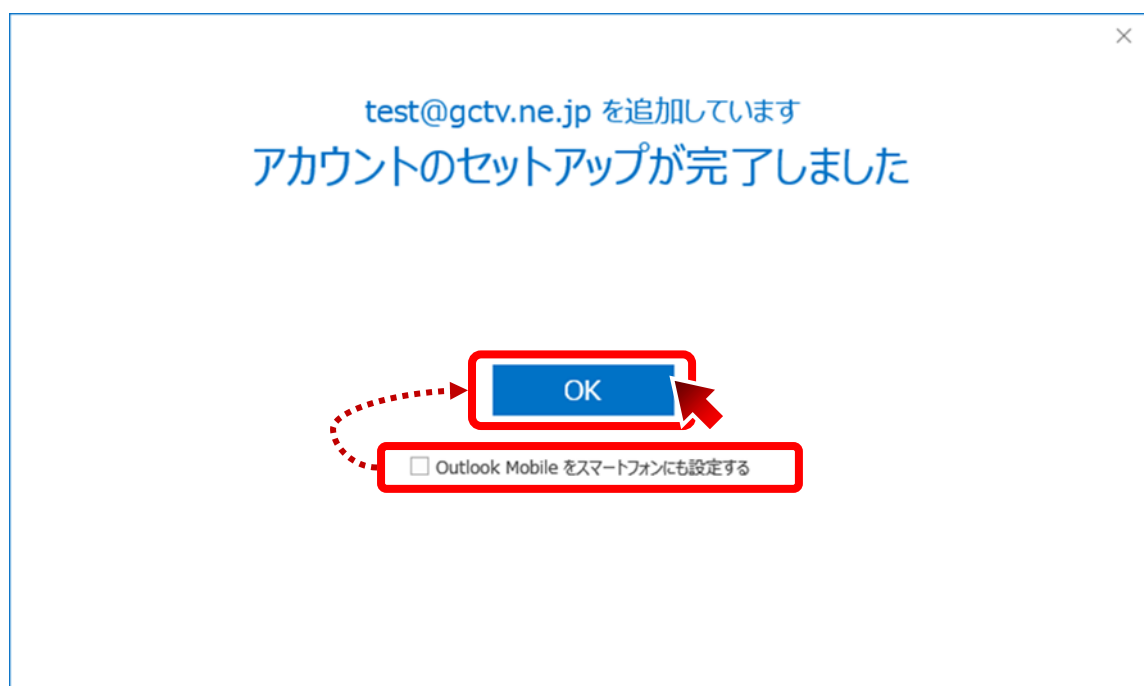 test@gctv.ne.jp を追加しています
アカウントのセットアップが完了しました
OK
Outlook Mobile をスマートフォンにも設定する